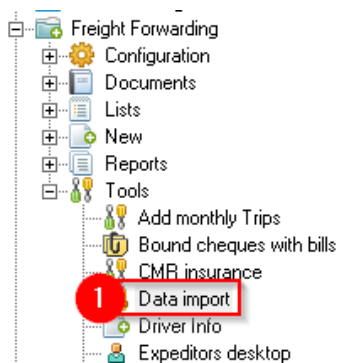 Freight Forwarding
Configuration
Documents
Lists
New
Reports
Tools
Add monthly Trips
Bound cheques with bills
CMR insurance
1 Data import
Driver Info
Expeditors desktop